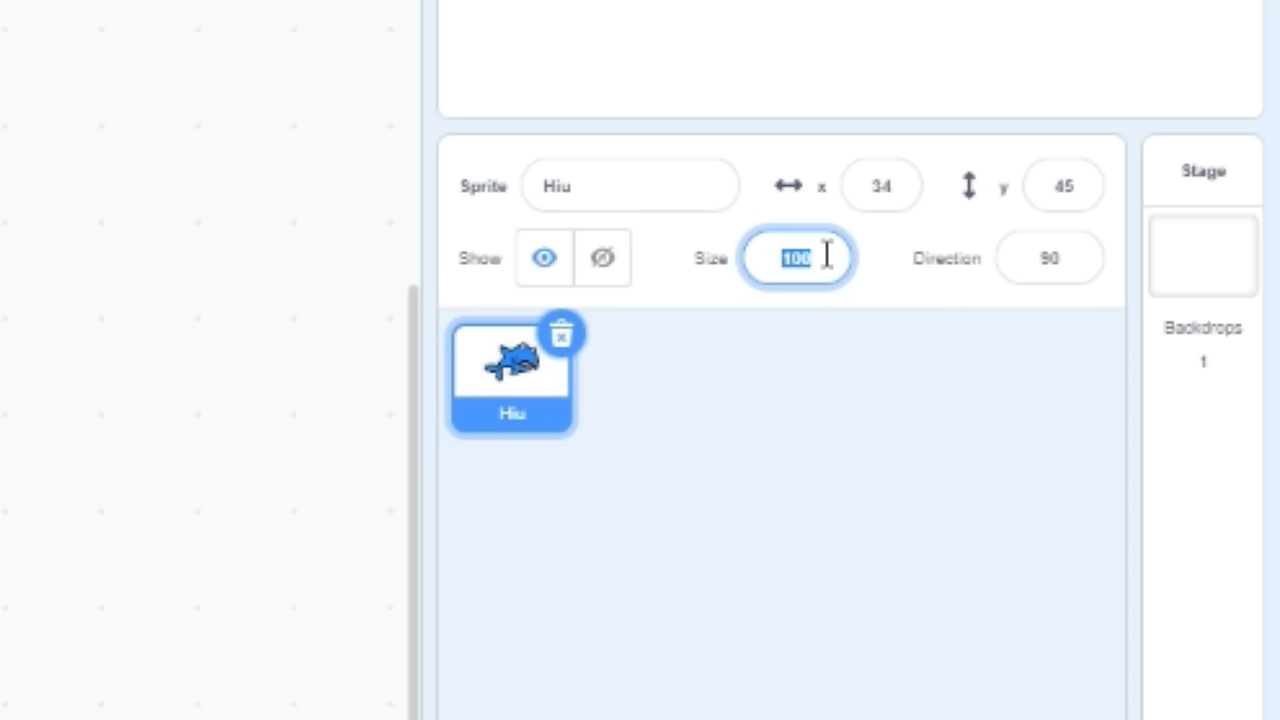 Sprite Hiu x 34 y 45
Show Size 100 Direction 90
Hiu
Stage
Backdrops
1